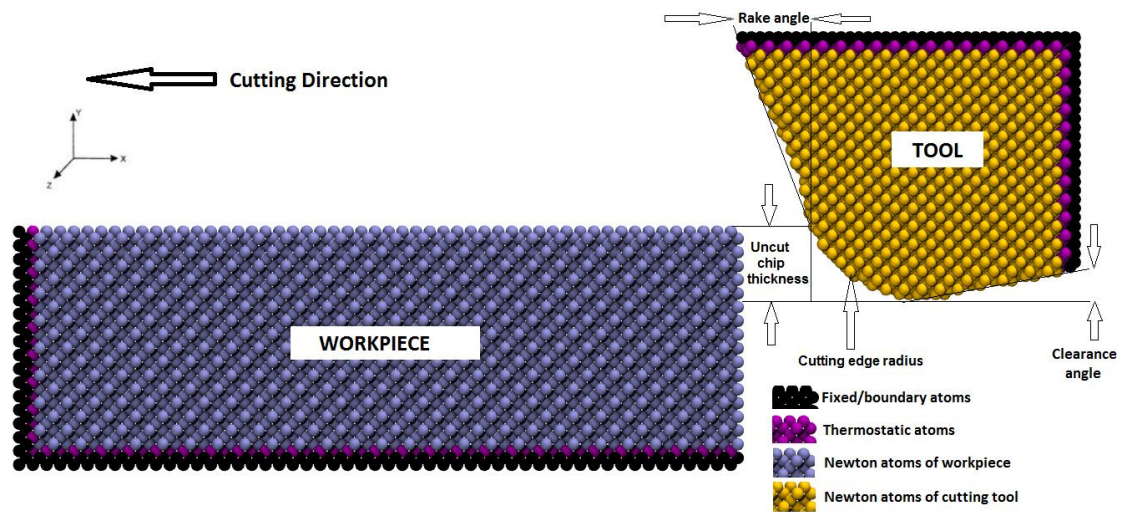 Rake angle
Cutting Direction
Y
X
Z
TOOL
Uncut
chip
thickness
WORKPIECE
Cutting edge radius
Clearance
angle
Fixed/boundary atoms
Thermostatic atoms
Newton atoms of workpiece
Newton atoms of cutting tool